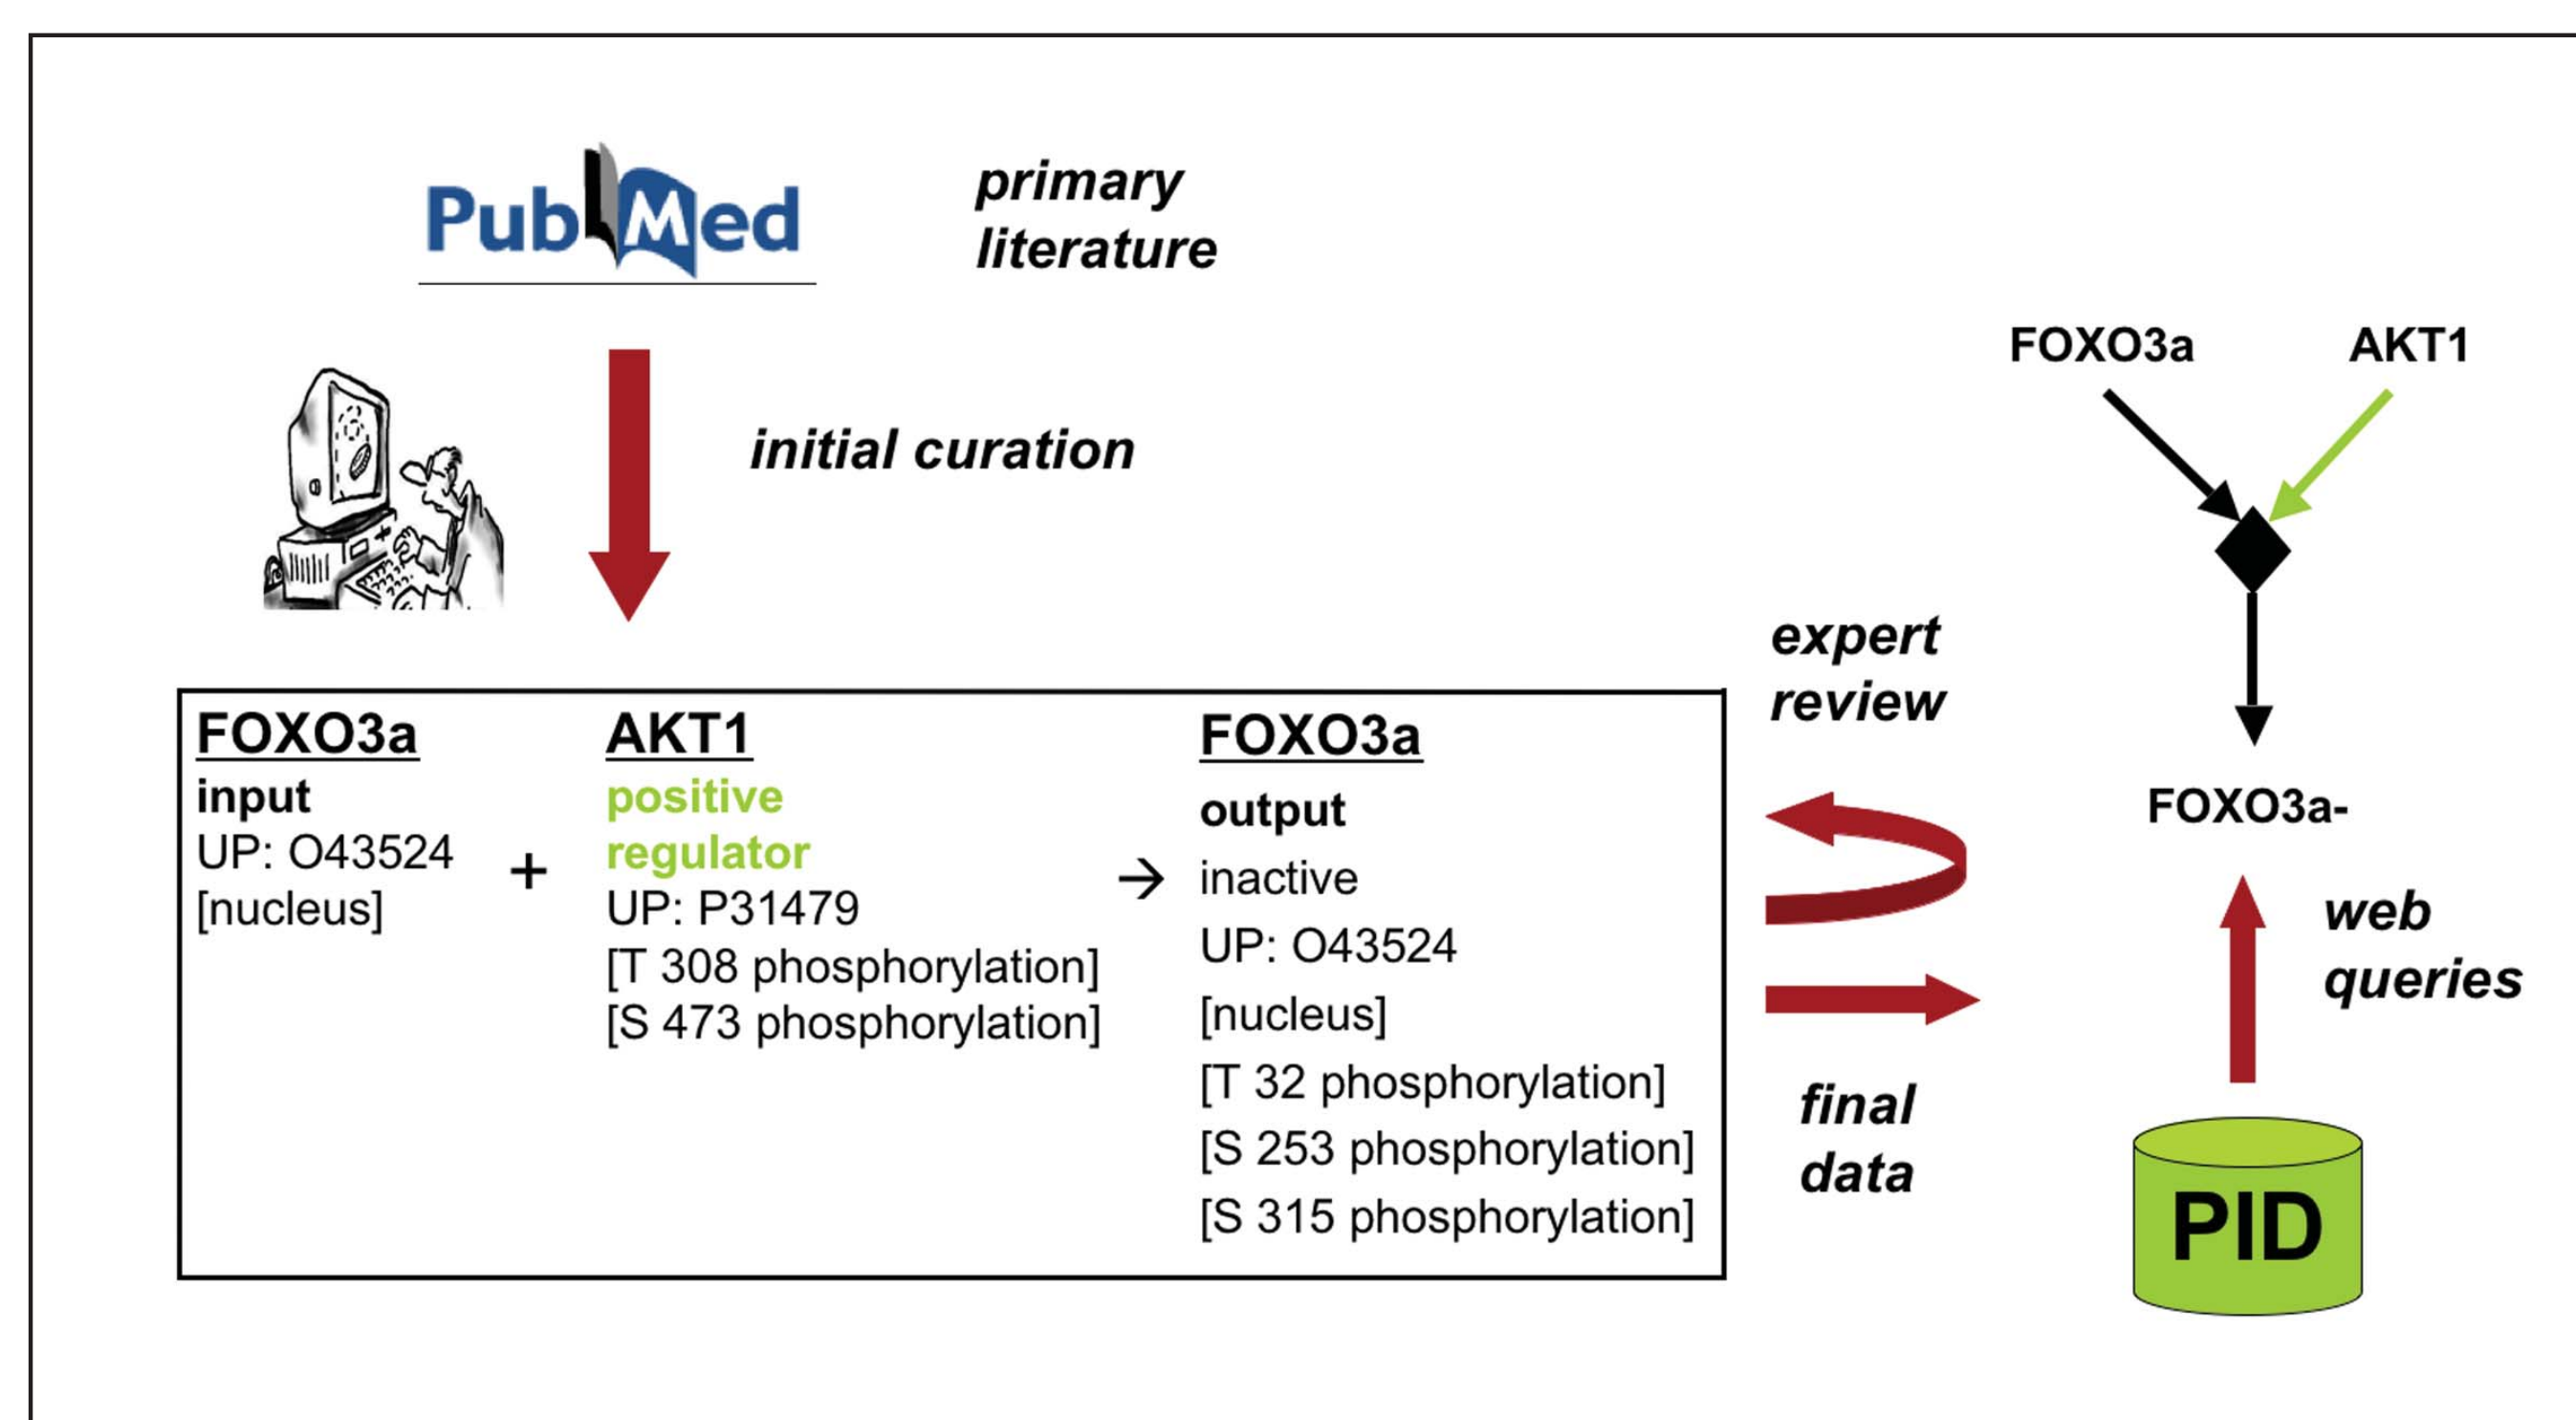 PubMed
primary
literature
initial curation
FOXO3a
input
UP: O43524
[nucleus]
+
AKT1
positive
regulator
UP: P31479
[T 308 phosphorylation]
[S 473 phosphorylation]
→
FOXO3a
output
inactive
UP: O43524
[nucleus]
[T 32 phosphorylation]
[S 253 phosphorylation]
[S 315 phosphorylation]
expert
review
final
data
FOXO3a
AKT1
FOXO3a-
web
queries
PID